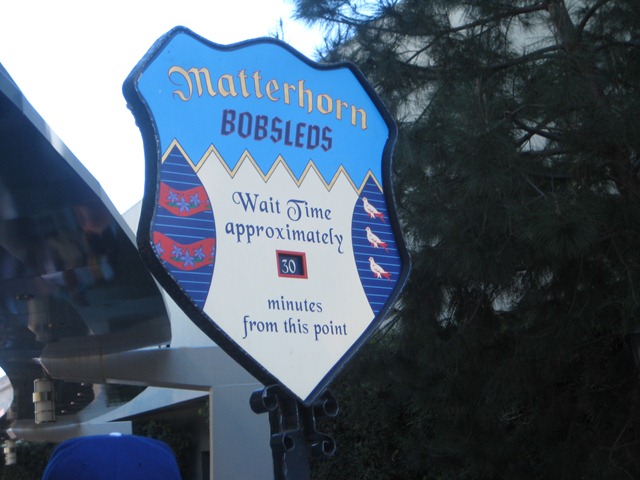 Matterhorn
BOBSLEDS
Wait Time
approximately
30
minutes
from this point